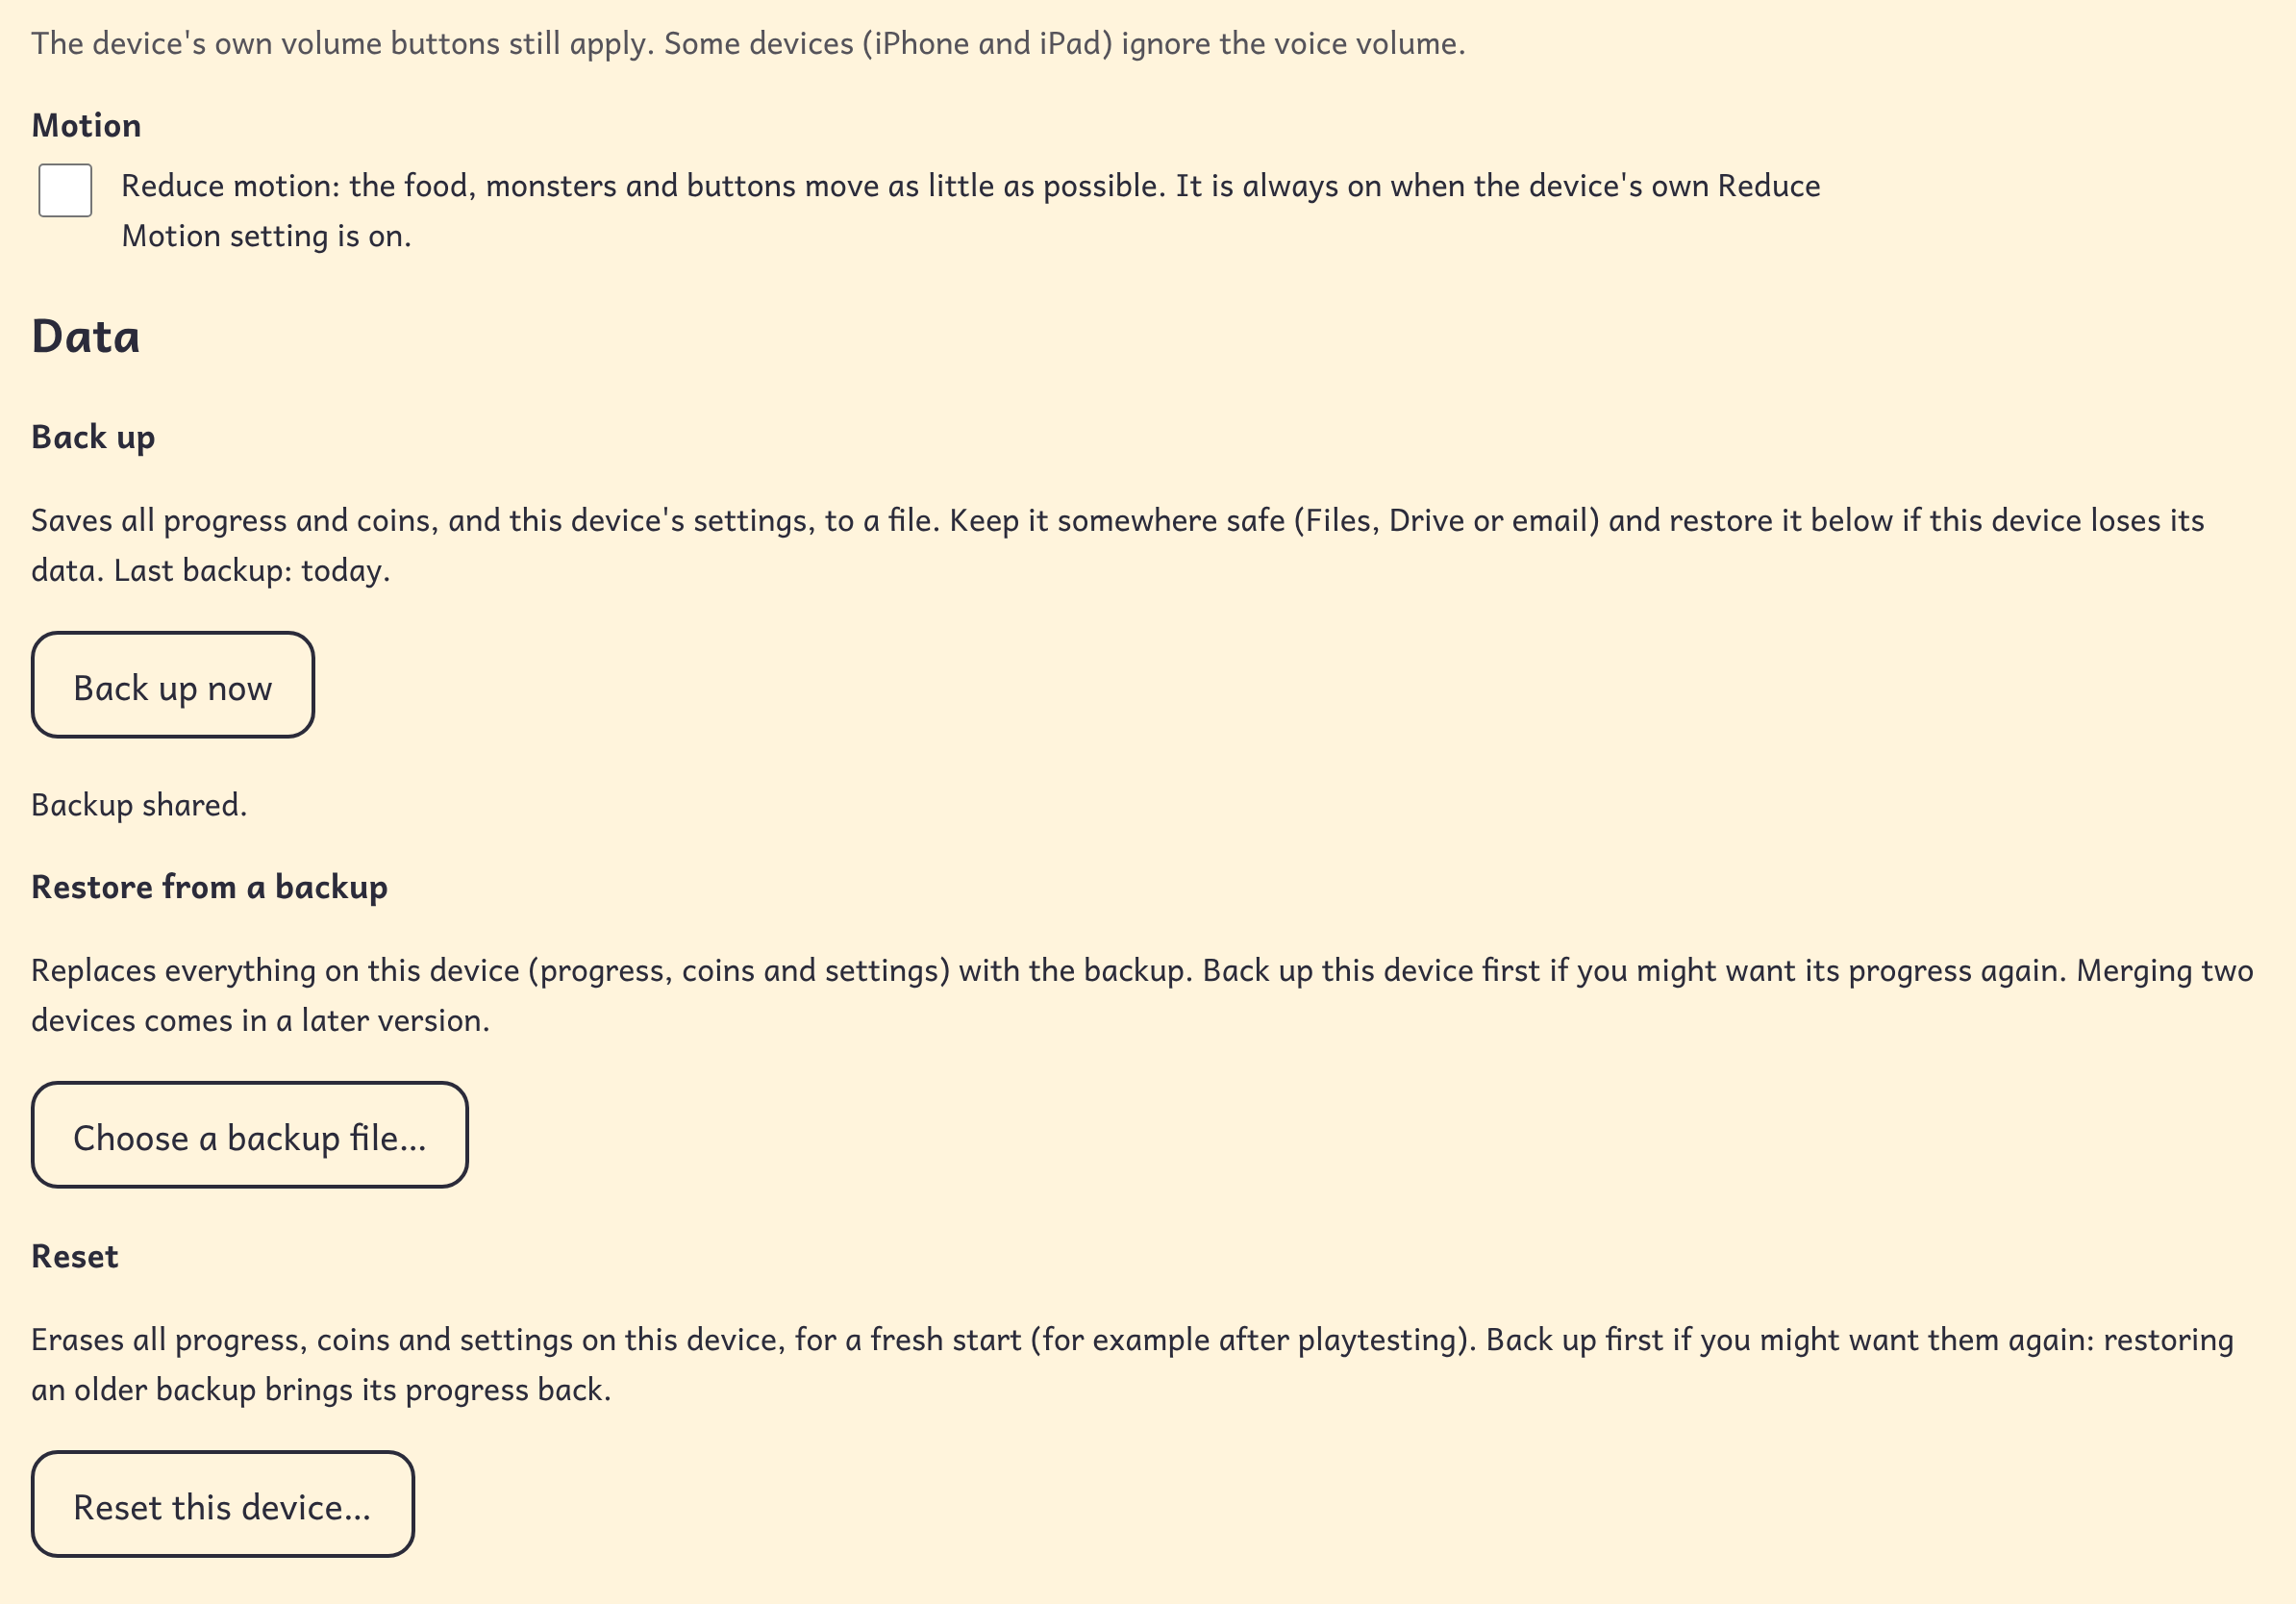 The device's own volume buttons still apply. Some devices (iPhone and iPad) ignore the voice volume.
Motion
Reduce motion: the food, monsters and buttons move as little as possible. It is always on when the device's own Reduce
Motion setting is on.
Data
Back up
Saves all progress and coins, and this device's settings, to a file. Keep it somewhere safe (Files, Drive or email) and restore it below if this device loses its
data. Last backup: today.
Back up now
Backup shared.
Restore from a backup
Replaces everything on this device (progress, coins and settings) with the backup. Back up this device first if you might want its progress again. Merging two
devices comes in a later version.
Choose a backup file...
Reset
Erases all progress, coins and settings on this device, for a fresh start (for example after playtesting). Back up first if you might want them again: restoring
an older backup brings its progress back.
Reset this device...